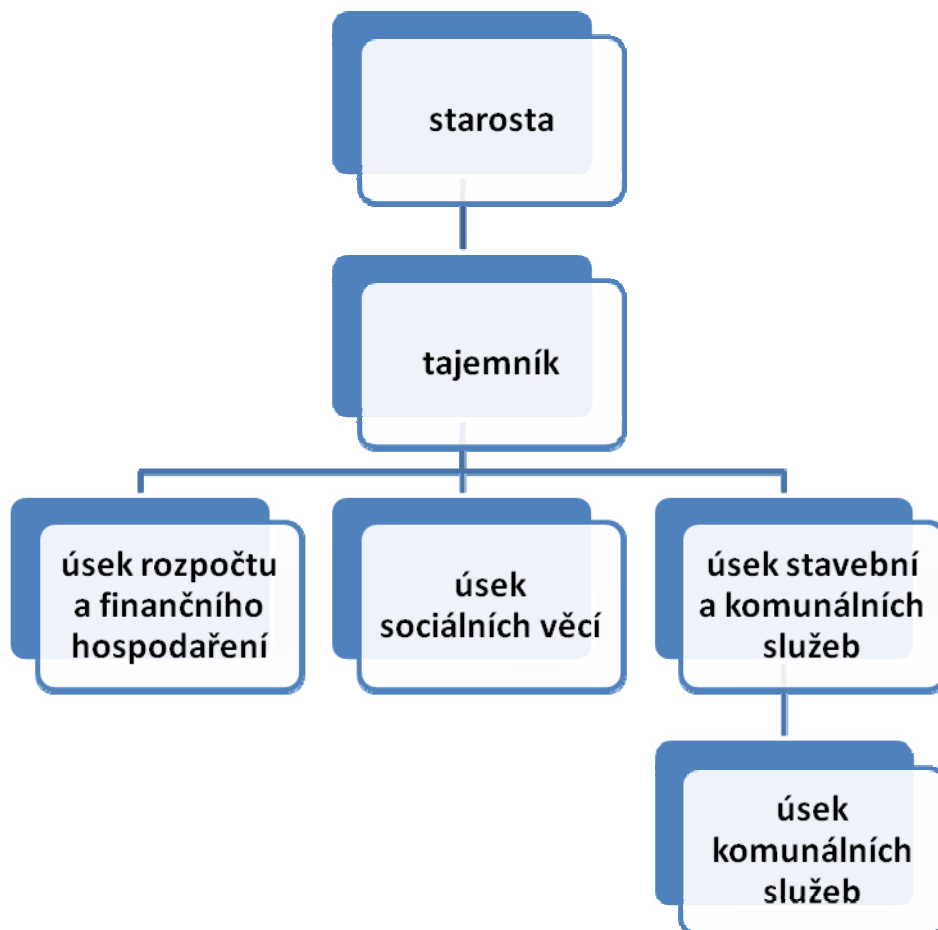 starosta
tajemník
úsek rozpočtu
a finančního
hospodaření
úsek
sociálních věcí
úsek stavební
a komunálních
služeb
úsek
komunálních
služeb